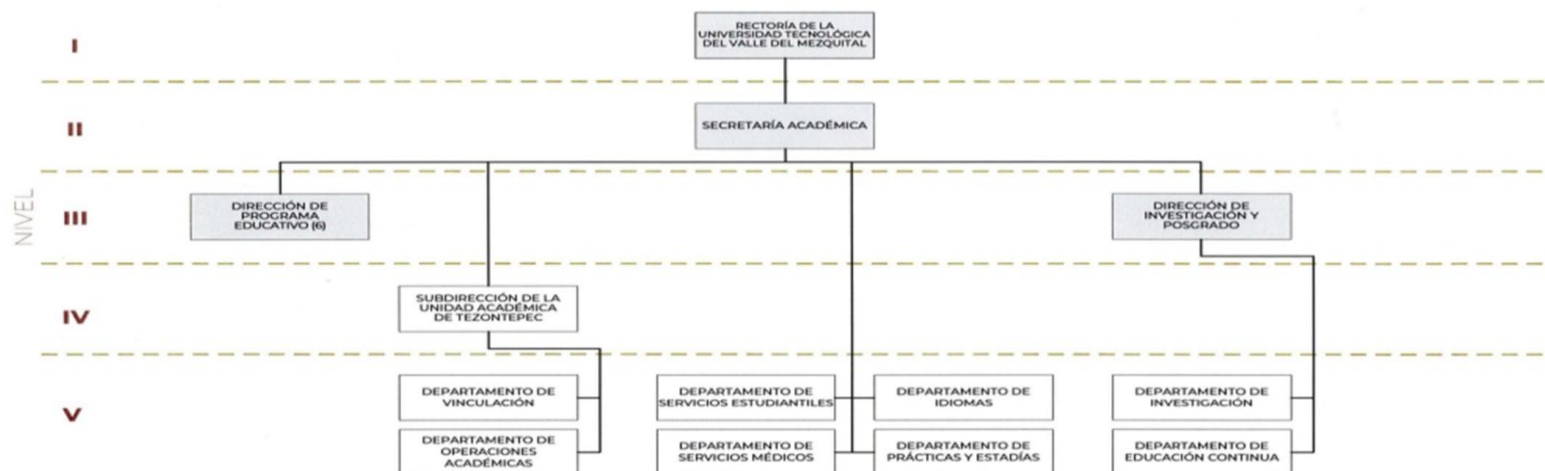 I
RECTORÍA DE LA
UNIVERSIDAD TECNOLÓGICA
DEL VALLE DEL MEZQUITAL
II
SECRETARÍA ACADÉMICA
NIVEL
III
DIRECCIÓN DE
PROGRAMA
EDUCATIVO (6)
DIRECCIÓN DE
INVESTIGACIÓN Y
POSGRADO
IV
SUBDIRECCIÓN DE LA
UNIDAD ACADÉMICA
DE TEZONTEPEC
V
DEPARTAMENTO DE
VINCULACIÓN
DEPARTAMENTO DE
SERVICIOS ESTUDIANTILES
DEPARTAMENTO DE
IDIOMAS
DEPARTAMENTO DE
INVESTIGACIÓN
DEPARTAMENTO DE
OPERACIONES
ACADÉMICAS
DEPARTAMENTO DE
SERVICIOS MÉDICOS
DEPARTAMENTO DE
PRÁCTICAS Y ESTADÍAS
DEPARTAMENTO DE
EDUCACIÓN CONTINUA